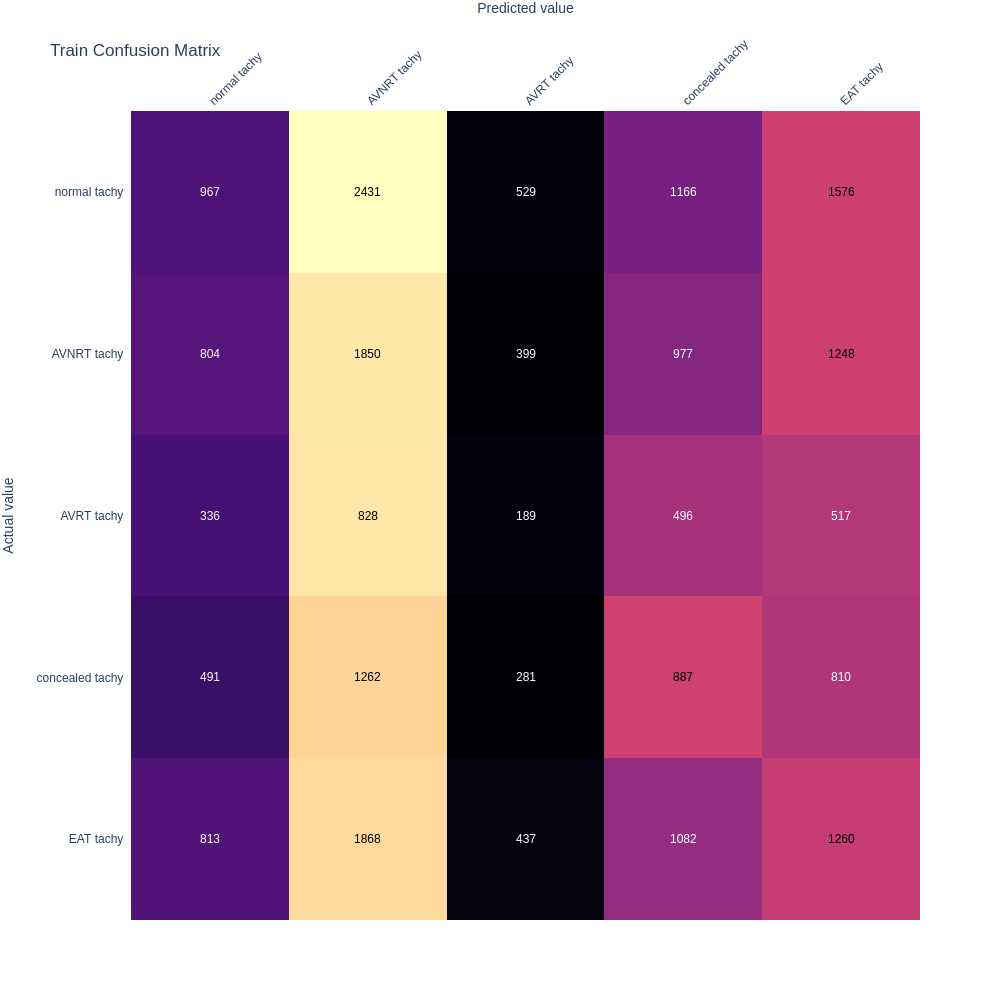 Predicted value
Train Confusion Matrix
normal tachy
AVNRT tachy
AVRT tachy
concealed tachy
EAT tachy
Actual value
normal tachy 967 2431 529 1166 1576
AVNRT tachy 804 1850 399 977 1248
AVRT tachy 336 828 189 496 517
concealed tachy 491 1262 281 887 810
EAT tachy 813 1868 437 1082 1260